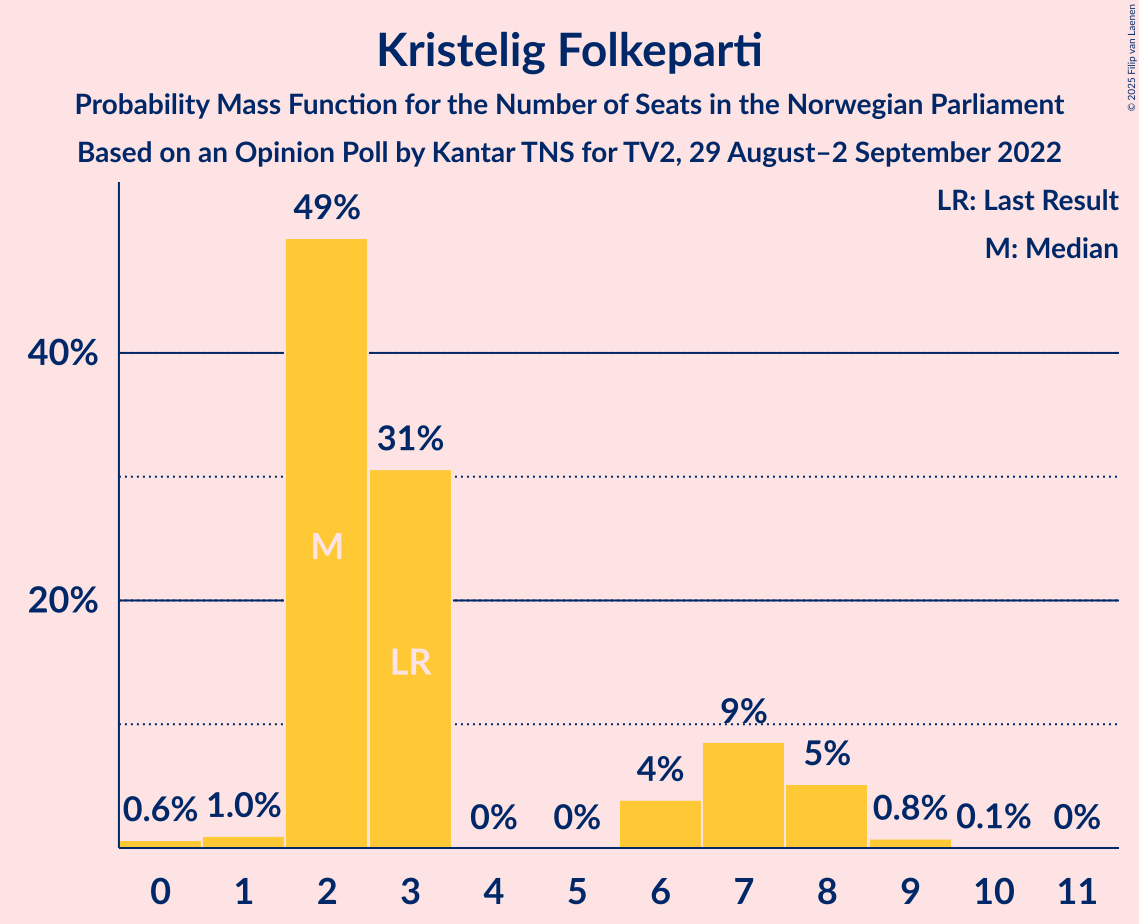 Kristelig Folkeparti
Probability Mass Function for the Number of Seats in the Norwegian Parliament
Based on an Opinion Poll by Kantar TNS for TV2, 29 August–2 September 2022
© 2025 Filip van Laenen
LR: Last Result
M: Median
49%
40%
31%
M
20%
LR
9%
5%
4%
0.6% 1.0% 0% 0% 0.8% 0.1% 0%
0 1 2 3 4 5 6 7 8 9 10 11